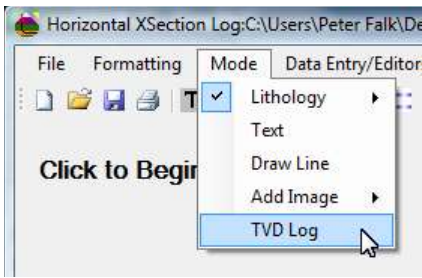 Horizontal XSection Log:C:\Users\Peter Falk\De
File Formatting Mode Data Entry/Editor
T
Lithology
Click to Begi
Text
Draw Line
Add Image
TVD Log